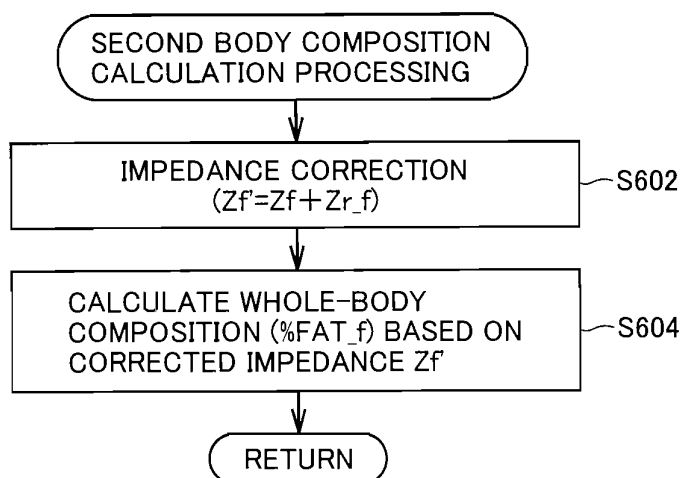 SECOND BODY COMPOSITION
CALCULATION PROCESSING
IMPEDANCE CORRECTION
(Zf'=Zf+Zr_f)
S602
CALCULATE WHOLE-BODY
COMPOSITION (%FAT_f) BASED ON
CORRECTED IMPEDANCE Zf'
S604
RETURN